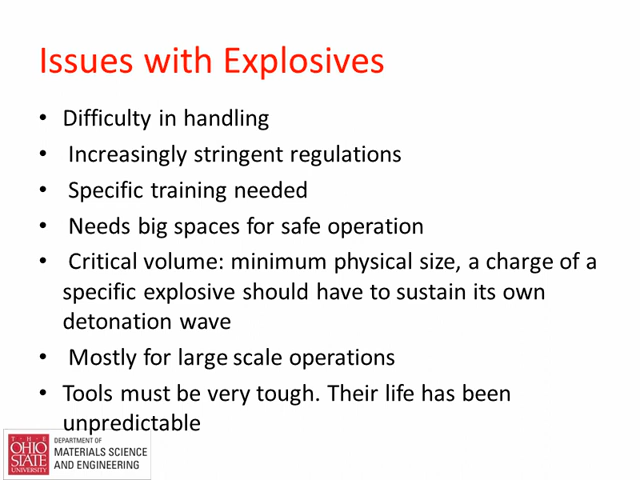 Issues with Explosives
• Difficulty in handling
• Increasingly stringent regulations
• Specific training needed
• Needs big spaces for safe operation
• Critical volume: minimum physical size, a charge of a
specific explosive should have to sustain its own
detonation wave
• Mostly for large scale operations
• Tools must be very tough. Their life has been
unpredictable
T · H · E
OHIO
STATE
UNIVERSITY
DEPARTMENT OF
MATERIALS SCIENCE
AND ENGINEERING